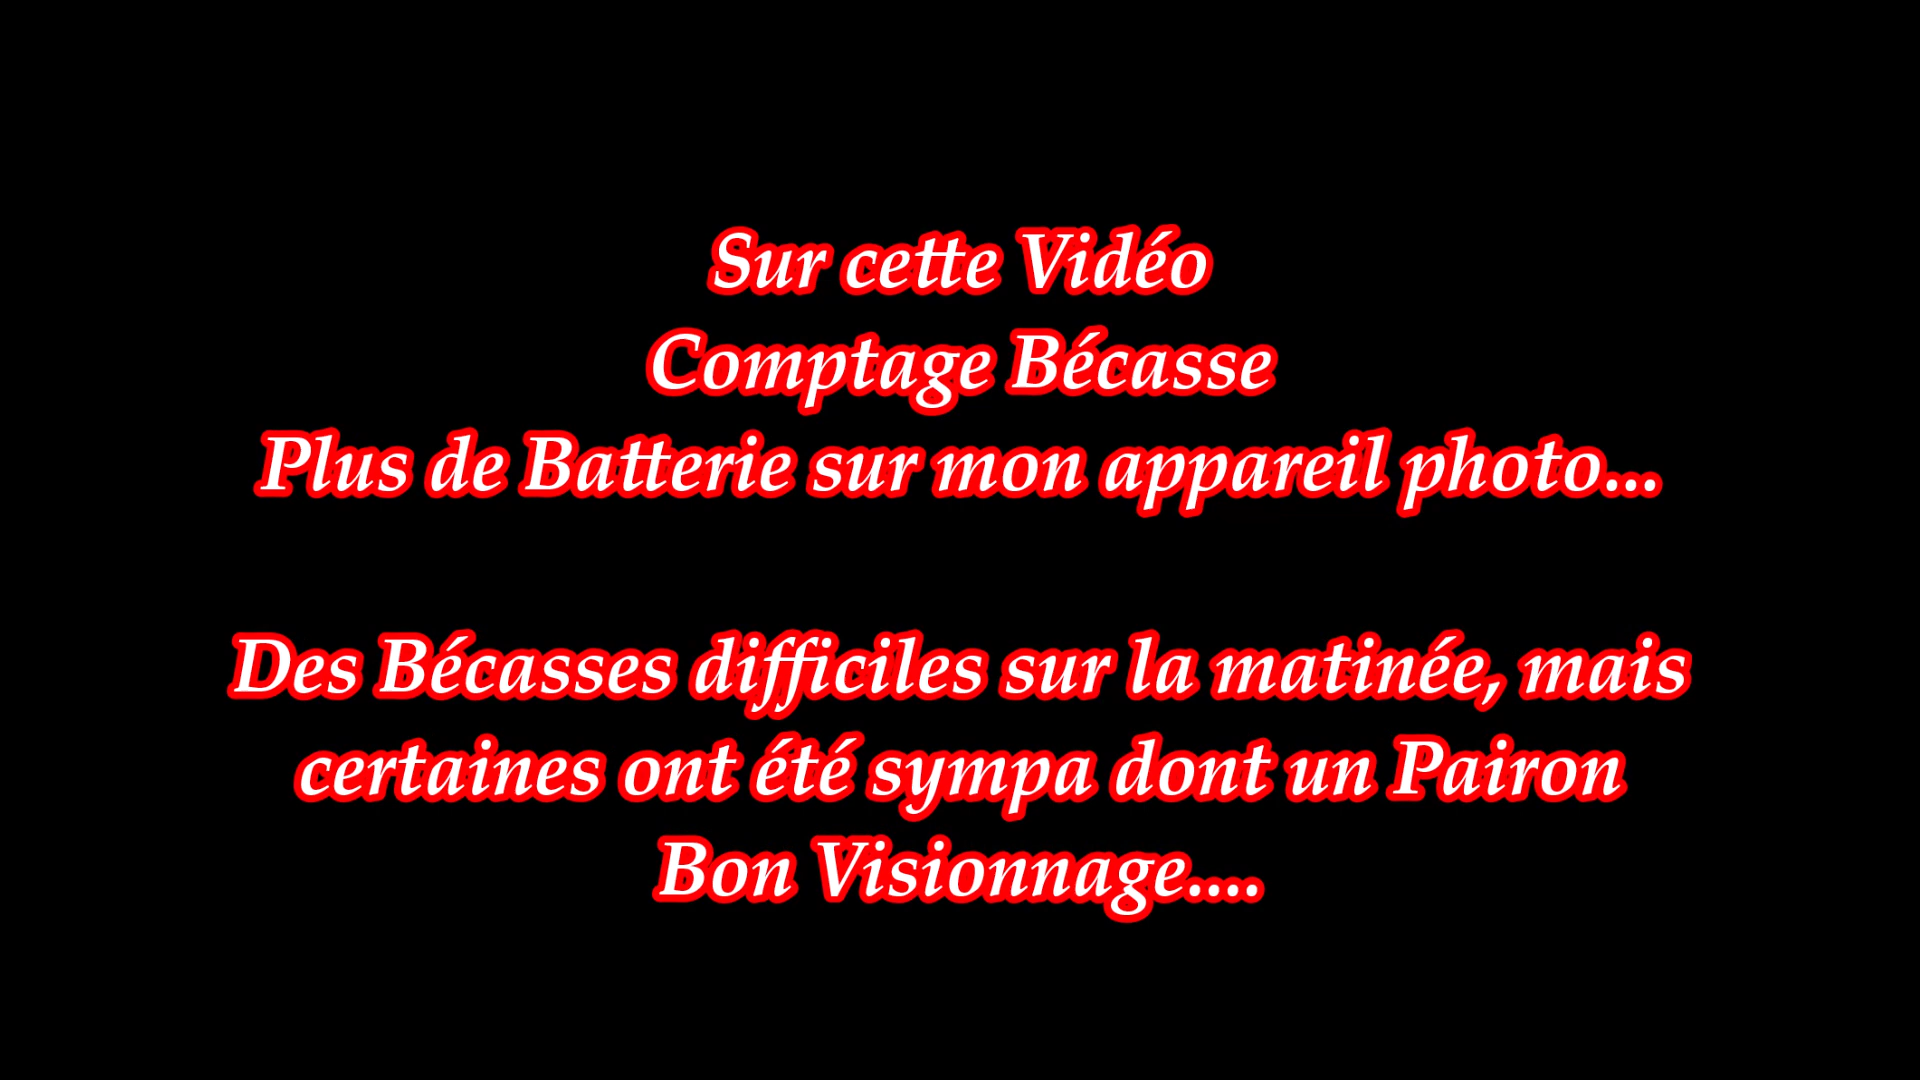 Sur cette Vidéo
Comptage Bécasse
Plus de Batterie sur mon appareil photo...
Des Bécasses difficiles sur la matinée, mais
certaines ont été sympa dont un Pairon
Bon Visionnage....